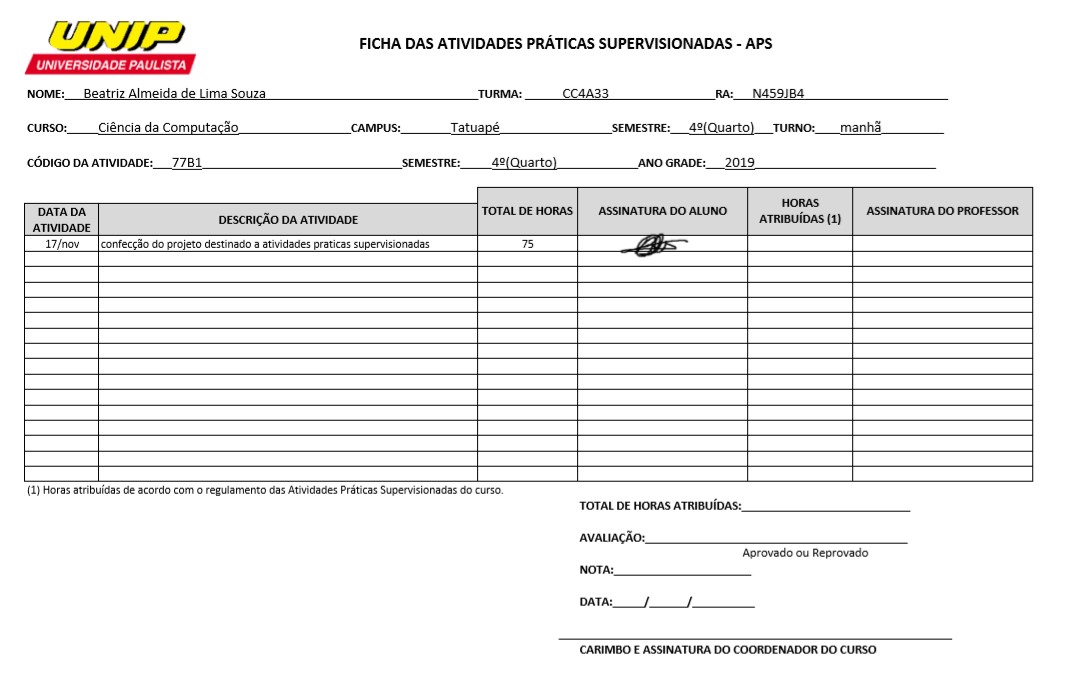 UNIP
UNIVERSIDADE PAULISTA
FICHA DAS ATIVIDADES PRÁTICAS SUPERVISIONADAS - APS
NOME: Beatriz Almeida de Lima Souza TURMA: CC4A33 RA: N459JB4
CURSO: Ciência da Computação CAMPUS: Tatuapé SEMESTRE: 4º(Quarto) TURNO: manhã
CÓDIGO DA ATIVIDADE: 77B1 SEMESTRE: 4º(Quarto) ANO GRADE: 2019
DATA DA ATIVIDADE DESCRIÇÃO DA ATIVIDADE TOTAL DE HORAS ASSINATURA DO ALUNO HORAS ATRIBUÍDAS (1) ASSINATURA DO PROFESSOR
17/nov confecção do projeto destinado a atividades praticas supervisionadas 75
(1) Horas atribuídas de acordo com o regulamento das Atividades Práticas Supervisionadas do curso.
TOTAL DE HORAS ATRIBUÍDAS:
AVALIAÇÃO:
Aprovado ou Reprovado
NOTA:
DATA: / /
CARIMBO E ASSINATURA DO COORDENADOR DO CURSO